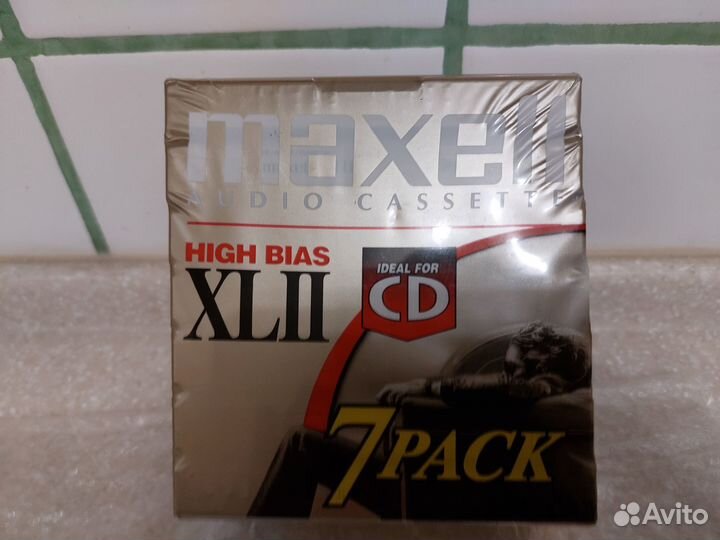 maxell
AUDIO CASSETTE
HIGH BIAS
XLII
IDEAL FOR
CD
7PACK
Avito